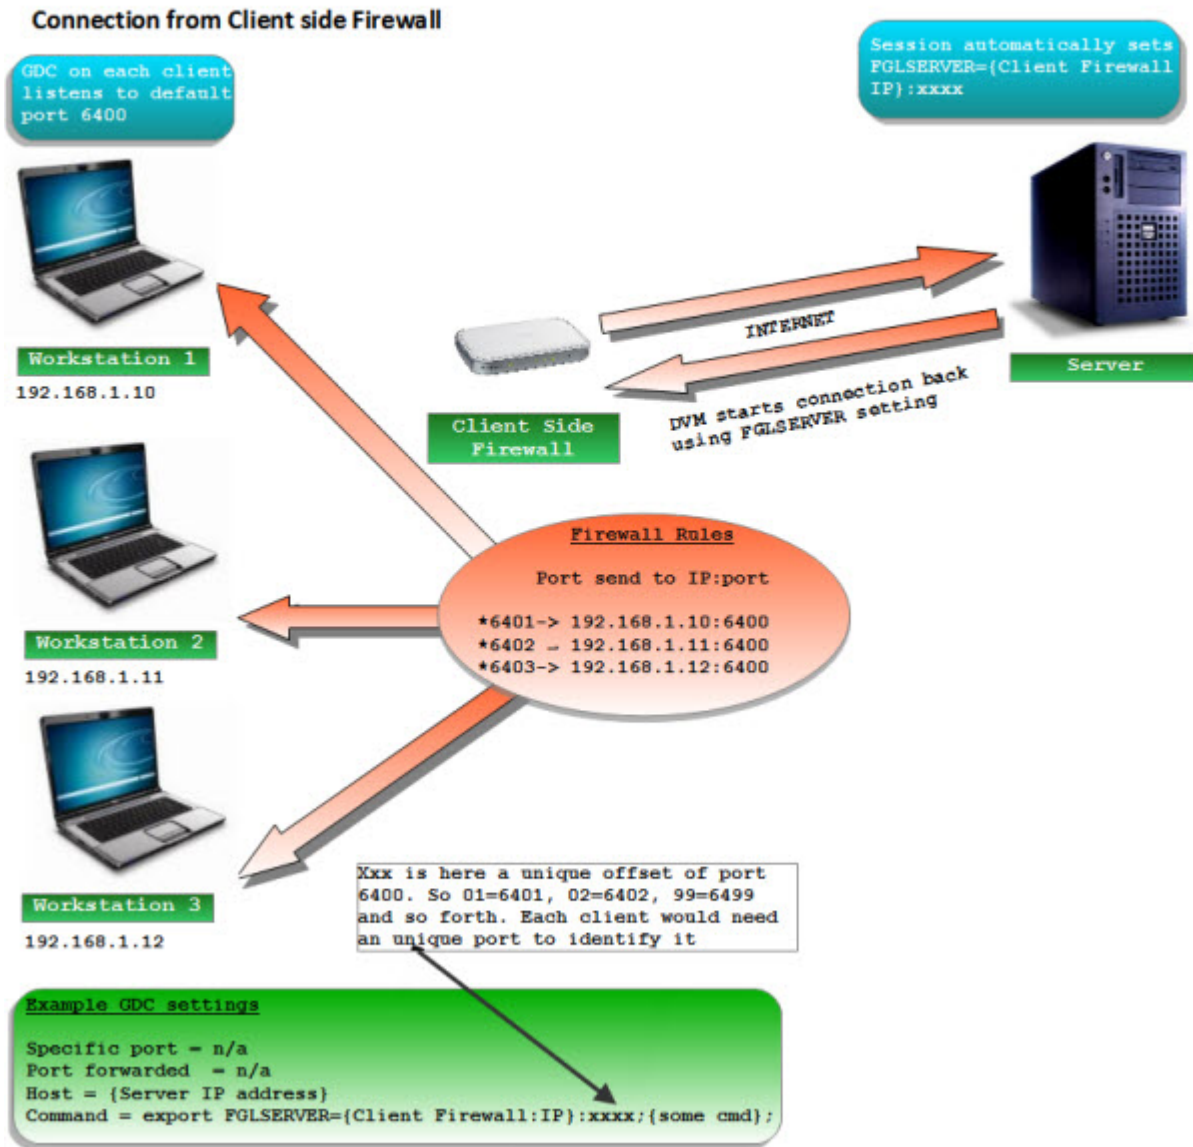 Connection from Client side Firewall
GDC on each client
listens to default
port 6400
Session automatically sets
FGLSERVER={Client Firewall
IP}:xxxx
Workstation 1
192.168.1.10
INTERNET
Server
DVM starts connection back
using FGLSERVER setting
Client Side
Firewall
Workstation 2
192.168.1.11
Firewall Rules
Port send to IP:port
*6401-> 192.168.1.10:6400
*6402 – 192.168.1.11:6400
*6403-> 192.168.1.12:6400
Workstation 3
192.168.1.12
Xxx is here a unique offset of port
6400. So 01=6401, 02=6402, 99=6499
and so forth. Each client would need
an unique port to identify it
Example GDC settings
Specific port = n/a
Port forwarded = n/a
Host = {Server IP address}
Command = export FGLSERVER={Client Firewall:IP}:xxxx;{some cmd};